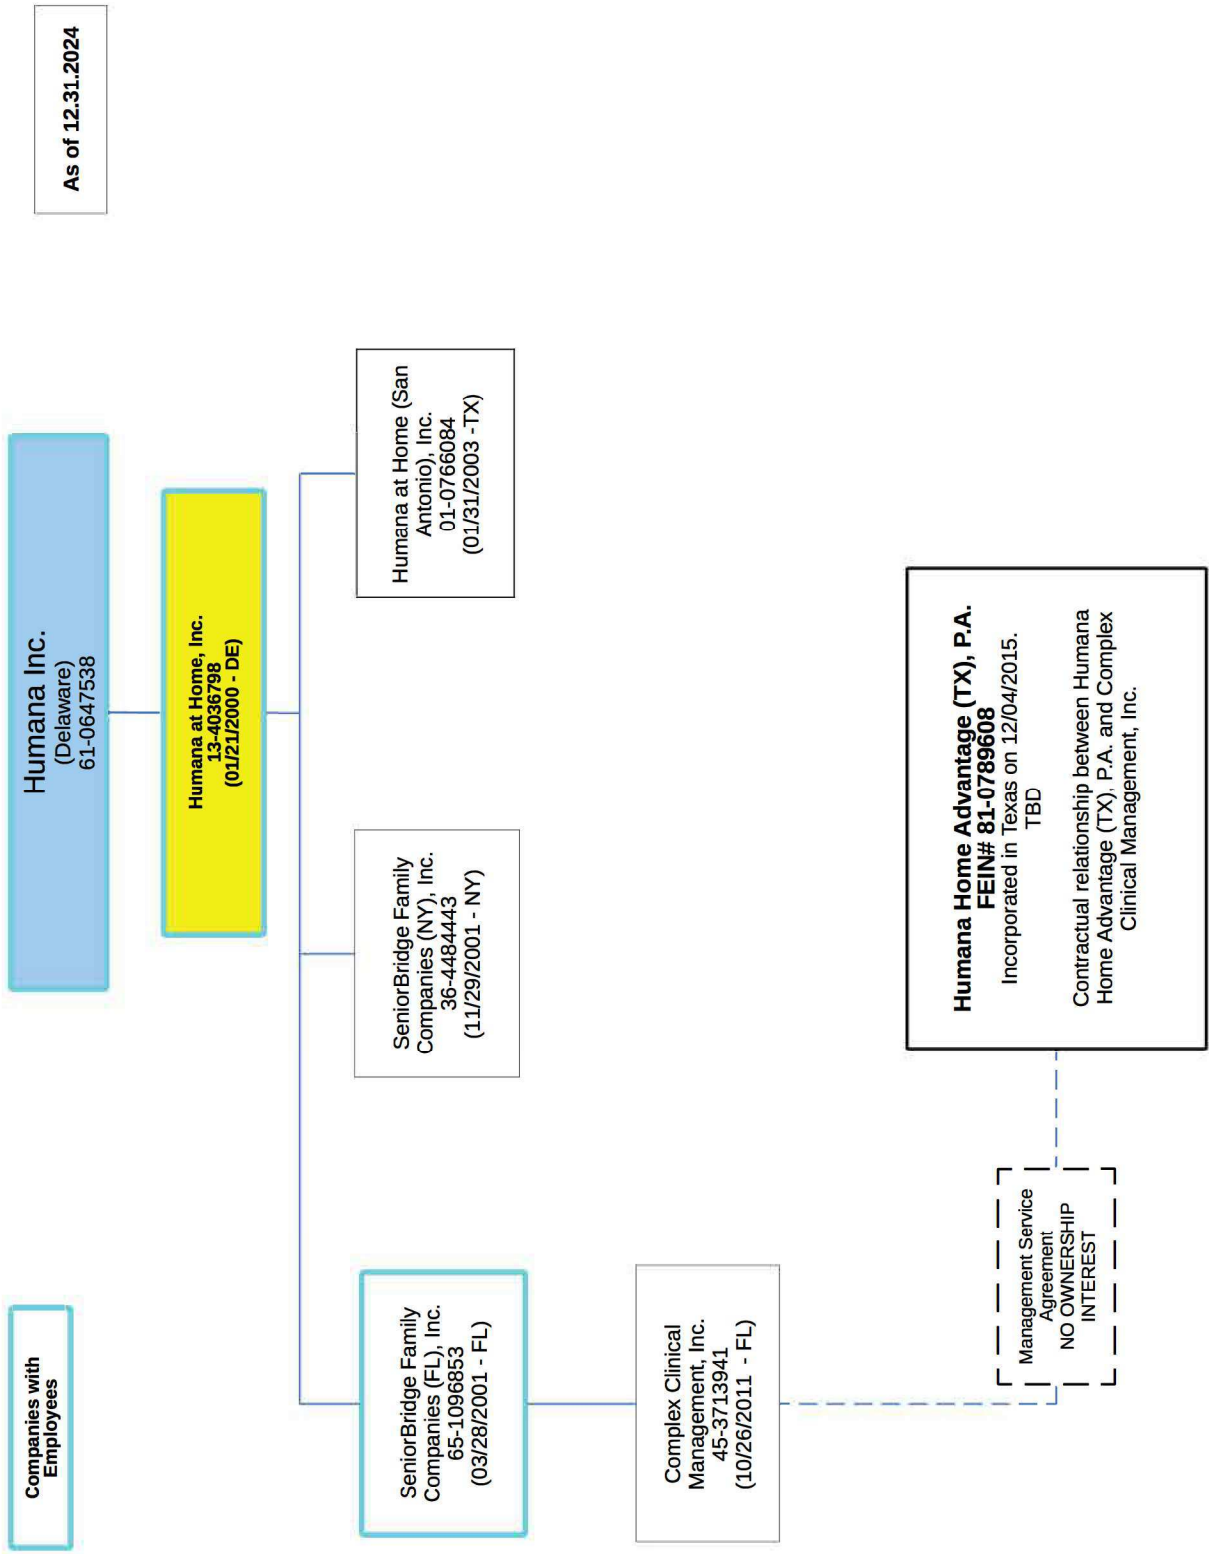 Companies with
Employees
Humana Inc.
(Delaware)
61-0647538
As of 12.31.2024
Humana at Home, Inc.
13-4036798
(01/21/2000 - DE)
SeniorBridge Family
Companies (FL), Inc.
65-1096853
(03/28/2001 - FL)
SeniorBridge Family
Companies (NY), Inc.
36-4484443
(11/29/2001 - NY)
Humana at Home (San
Antonio), Inc.
01-0766084
(01/31/2003 -TX)
Complex Clinical
Management, Inc.
45-3713941
(10/26/2011 - FL)
Management Service
Agreement
NO OWNERSHIP
INTEREST
Humana Home Advantage (TX), P.A.
FEIN# 81-0789608
Incorporated in Texas on 12/04/2015.
TBD
Contractual relationship between Humana
Home Advantage (TX), P.A. and Complex
Clinical Management, Inc.